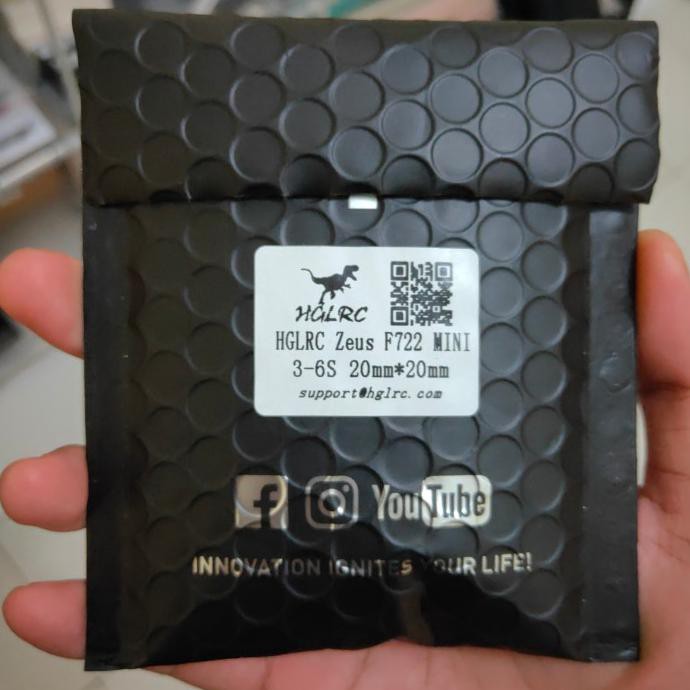 HGLRC
HGLRC Zeus F722 MINI
3-6S 20mm*20mm
support@hglrc.com
f
YouTube
INNOVATION IGNITES YOUR LIFE!